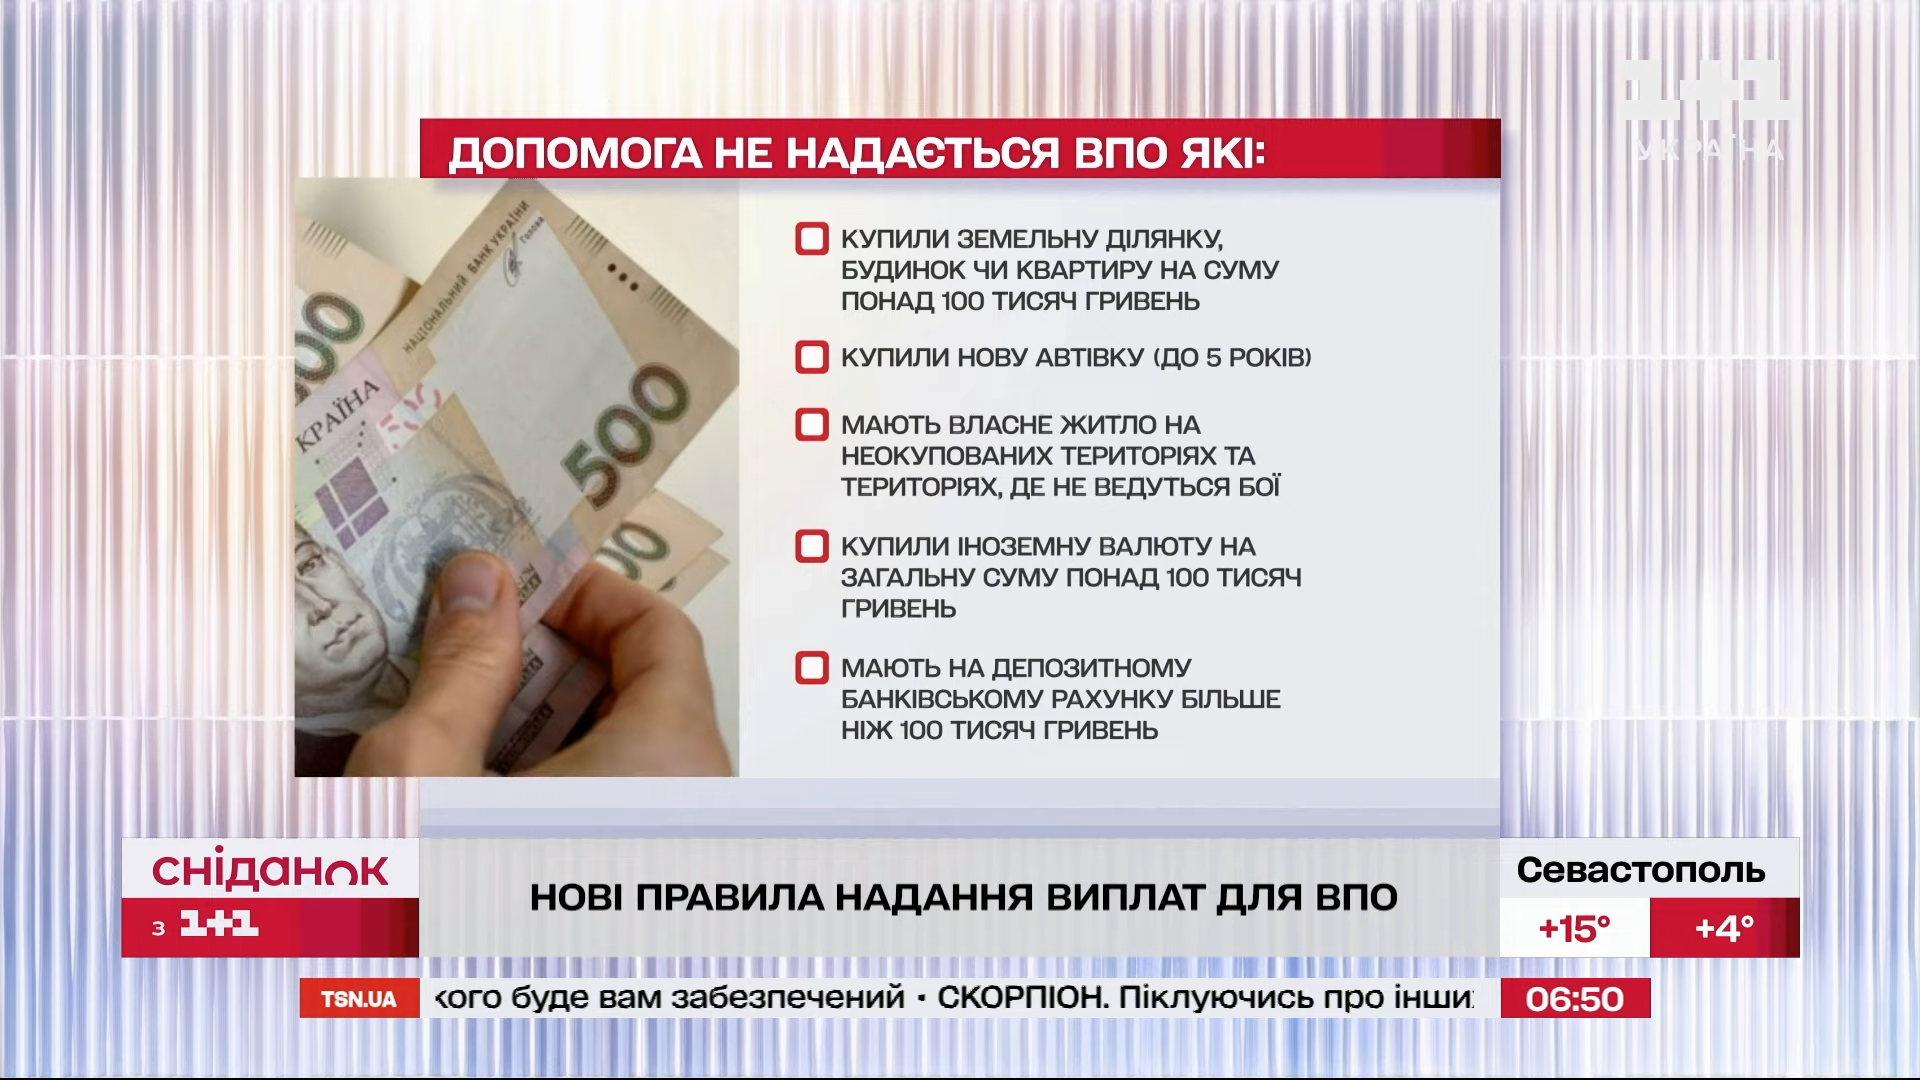 1+1
УКРАЇНА
ДОПОМОГА НЕ НАДАЄТЬСЯ ВПО ЯКІ:
НАЦІОНАЛЬНИЙ БАНК УКРАЇНИ
Голова
500
КРАЇНА
КУПИЛИ ЗЕМЕЛЬНУ ДІЛЯНКУ,
БУДИНОК ЧИ КВАРТИРУ НА СУМУ
ПОНАД 100 ТИСЯЧ ГРИВЕНЬ
КУПИЛИ НОВУ АВТІВКУ (ДО 5 РОКІВ)
МАЮТЬ ВЛАСНЕ ЖИТЛО НА
НЕОКУПОВАНИХ ТЕРИТОРІЯХ ТА
ТЕРИТОРІЯХ, ДЕ НЕ ВЕДУТЬСЯ БОЇ
КУПИЛИ ІНОЗЕМНУ ВАЛЮТУ НА
ЗАГАЛЬНУ СУМУ ПОНАД 100 ТИСЯЧ
ГРИВЕНЬ
МАЮТЬ НА ДЕПОЗИТНОМУ
БАНКІВСЬКОМУ РАХУНКУ БІЛЬШЕ
НІЖ 100 ТИСЯЧ ГРИВЕНЬ
СНІДАНОК
З 1+1
НОВІ ПРАВИЛА НАДАННЯ ВИПЛАТ ДЛЯ ВПО
Севастополь
+15° +4°
TSN.UA
кого буде вам забезпечений • СКОРПІОН. Піклуючись про інши
06:50